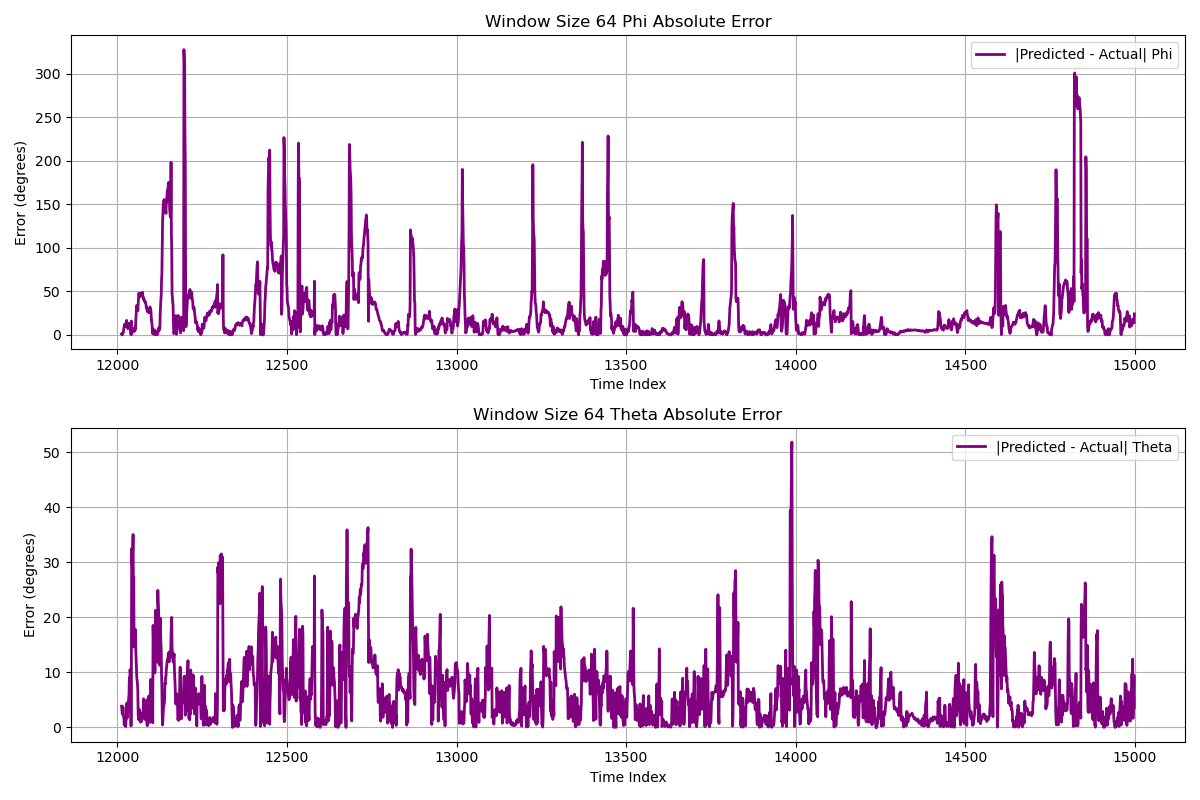 Window Size 64 Phi Absolute Error
|Predicted - Actual| Phi
Error (degrees)
300
250
200
150
100
50
0
12000 12500 13000 13500 14000 14500 15000
Time Index
Window Size 64 Theta Absolute Error
|Predicted - Actual| Theta
Error (degrees)
50
40
30
20
10
0
12000 12500 13000 13500 14000 14500 15000
Time Index